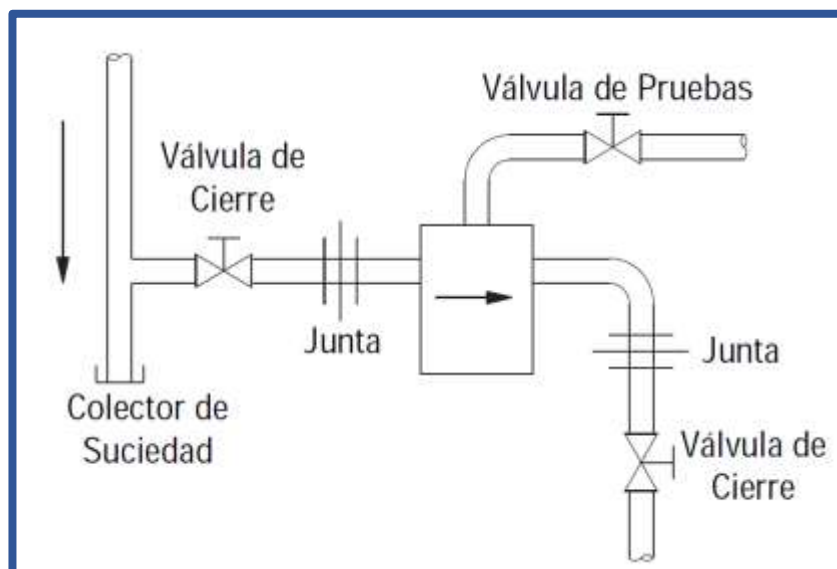 Válvula de Pruebas
Válvula de
Cierre
Junta
Junta
Colector de
Suciedad
Válvula de
Cierre